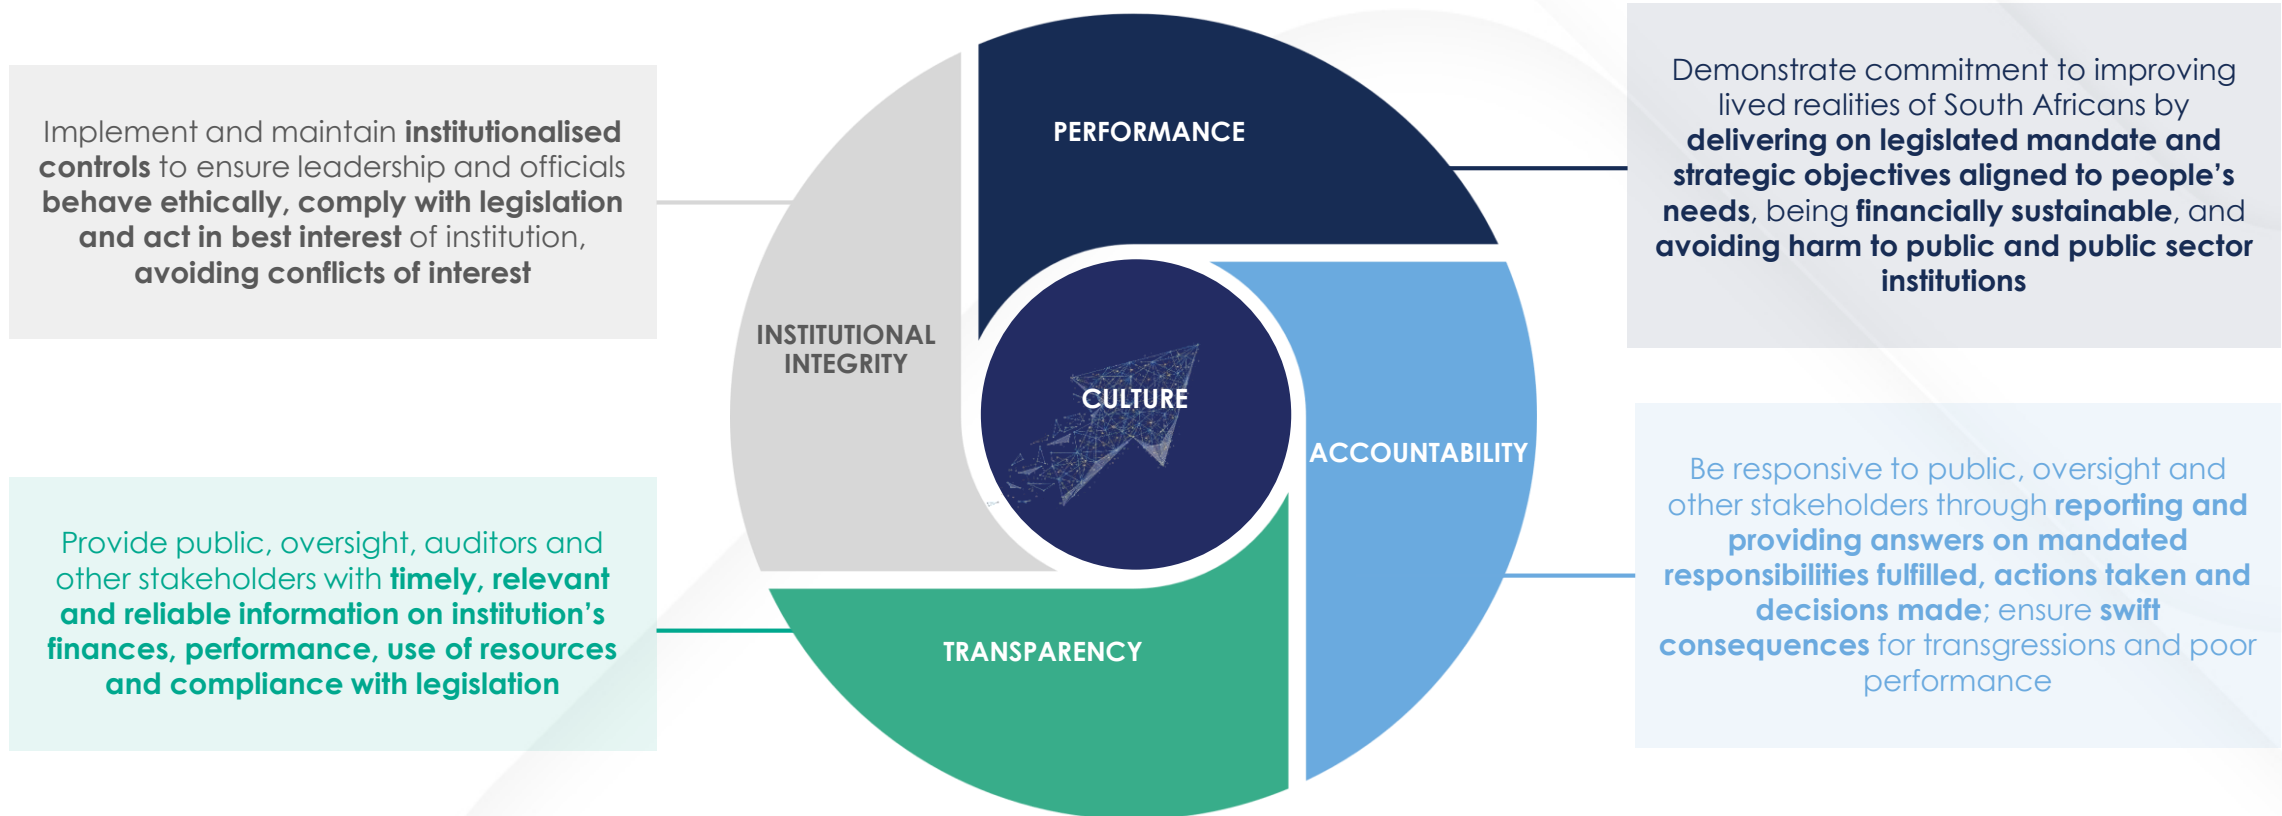 Implement and maintain institutionalised
controls to ensure leadership and officials
behave ethically, comply with legislation
and act in best interest of institution,
avoiding conflicts of interest
PERFORMANCE
Demonstrate commitment to improving
lived realities of South Africans by
delivering on legislated mandate and
strategic objectives aligned to people’s
needs, being financially sustainable, and
avoiding harm to public and public sector
institutions
INSTITUTIONAL
INTEGRITY
CULTURE
ACCOUNTABILITY
Provide public, oversight, auditors and
other stakeholders with timely, relevant
and reliable information on institution’s
finances, performance, use of resources
and compliance with legislation
TRANSPARENCY
Be responsive to public, oversight and
other stakeholders through reporting and
providing answers on mandated
responsibilities fulfilled, actions taken and
decisions made; ensure swift
consequences for transgressions and poor
performance